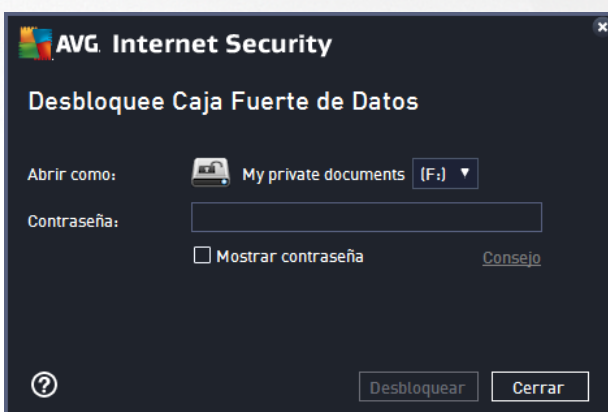 AVG. Internet Security
Desbloquee Caja Fuerte de Datos
Abrir como: My private documents (F:)
Contraseña:
Mostrar contraseña Consejo
? Desbloquear Cerrar